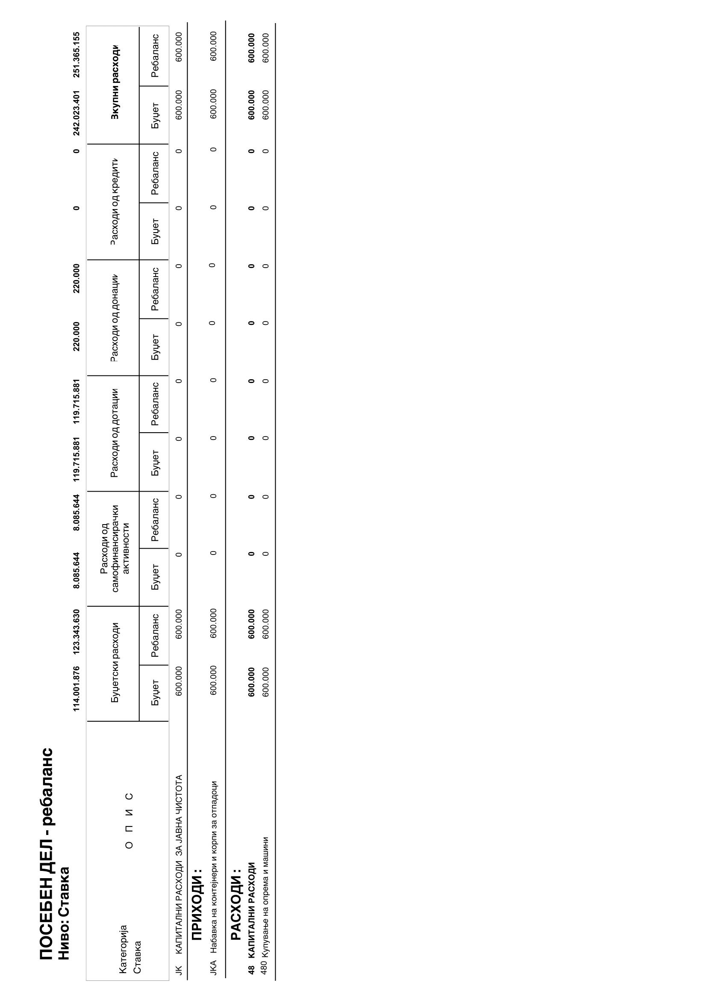 ПОСЕБЕН ДЕЛ - ребаланс
Ниво: Ставка
114.001.876 123.343.630 8.085.644 8.085.644 119.715.881 119.715.881 220.000 220.000 0 0 242.023.401 251.365.155
Категорија
Ставка
О П И С
Буџетски расходи
Расходи од
самофинансирачки
активности
Расходи од дотации
Расходи од донации
Расходи од кредити
Вкупни расходи
Буџет Ребаланс Буџет Ребаланс Буџет Ребаланс Буџет Ребаланс Буџет Ребаланс Буџет Ребаланс
ЈК КАПИТАЛНИ РАСХОДИ ЗА ЈАВНА ЧИСТОТА 600.000 600.000 0 0 0 0 0 0 0 0 600.000 600.000
ПРИХОДИ :
ЈКА Набавка на контејнери и корпи за отпадоци 600.000 600.000 0 0 0 0 0 0 0 0 600.000 600.000
РАСХОДИ :
48 КАПИТАЛНИ РАСХОДИ 600.000 600.000 0 0 0 0 0 0 0 0 600.000 600.000
480 Купување на опрема и машини 600.000 600.000 0 0 0 0 0 0 0 0 600.000 600.000